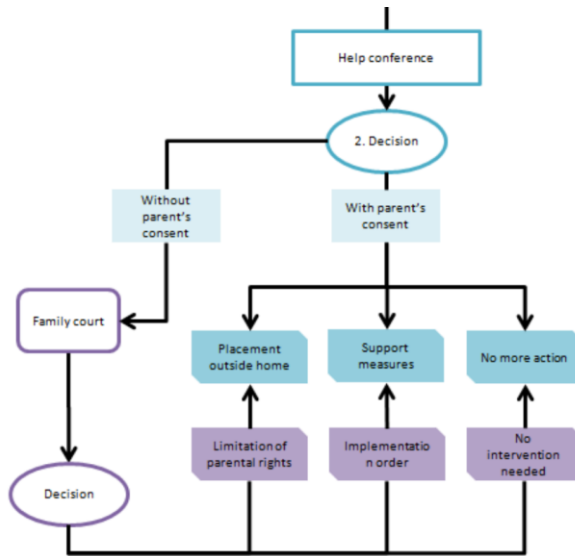 Help conference
2. Decision
Without
parent's
consent
With parent's
consent
Family court
Placement
outside home
Support
measures
No more action
Limitation of
parental rights
Implementatio
n order
No
intervention
needed
Decision